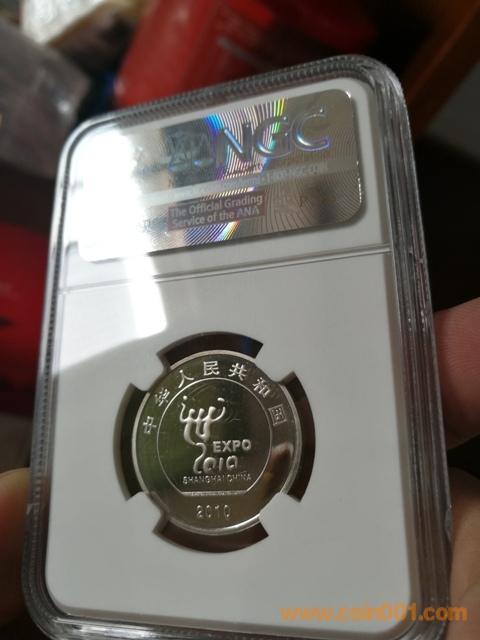 NGC
The Official Grading
Service of the ANA
中华人民共和国
EXPO
2010
SHANGHAI CHINA
2010
www.coin001.com